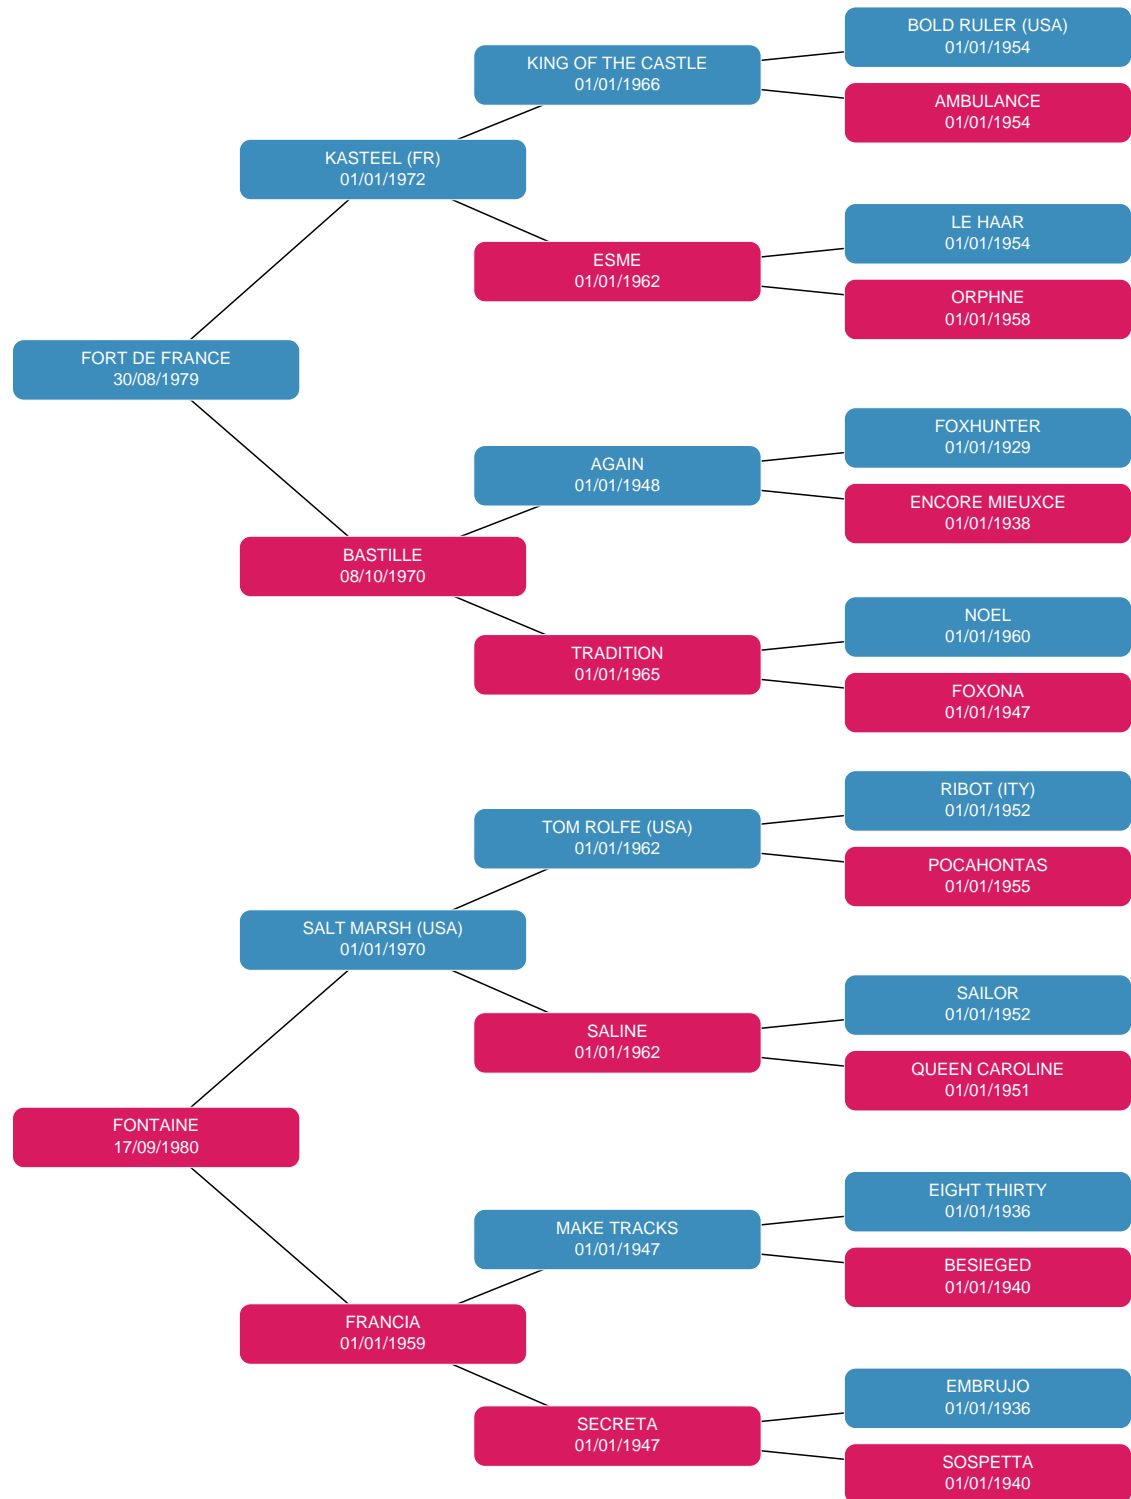 BOLD RULER (USA)
01/01/1954
KING OF THE CASTLE
01/01/1966
AMBULANCE
01/01/1954
KASTEEL (FR)
01/01/1972
LE HAAR
01/01/1954
ESME
01/01/1962
ORPHNE
01/01/1958
FORT DE FRANCE
30/08/1979
FOXHUNTER
01/01/1929
AGAIN
01/01/1948
ENCORE MIEUXCE
01/01/1938
BASTILLE
08/10/1970
NOEL
01/01/1960
TRADITION
01/01/1965
FOXONA
01/01/1947
RIBOT (ITY)
01/01/1952
TOM ROLFE (USA)
01/01/1962
POCAHONTAS
01/01/1955
SALT MARSH (USA)
01/01/1970
SAILOR
01/01/1952
SALINE
01/01/1962
QUEEN CAROLINE
01/01/1951
FONTAINE
17/09/1980
EIGHT THIRTY
01/01/1936
MAKE TRACKS
01/01/1947
BESIEGED
01/01/1940
FRANCIA
01/01/1959
EMBRUJO
01/01/1936
SECRETA
01/01/1947
SOSPETTA
01/01/1940